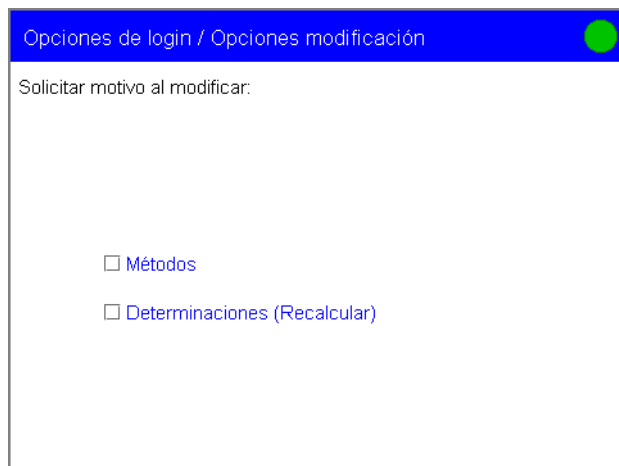 Opciones de login / Opciones modificación
Solicitar motivo al modificar:
Métodos
Determinaciones (Recalcular)